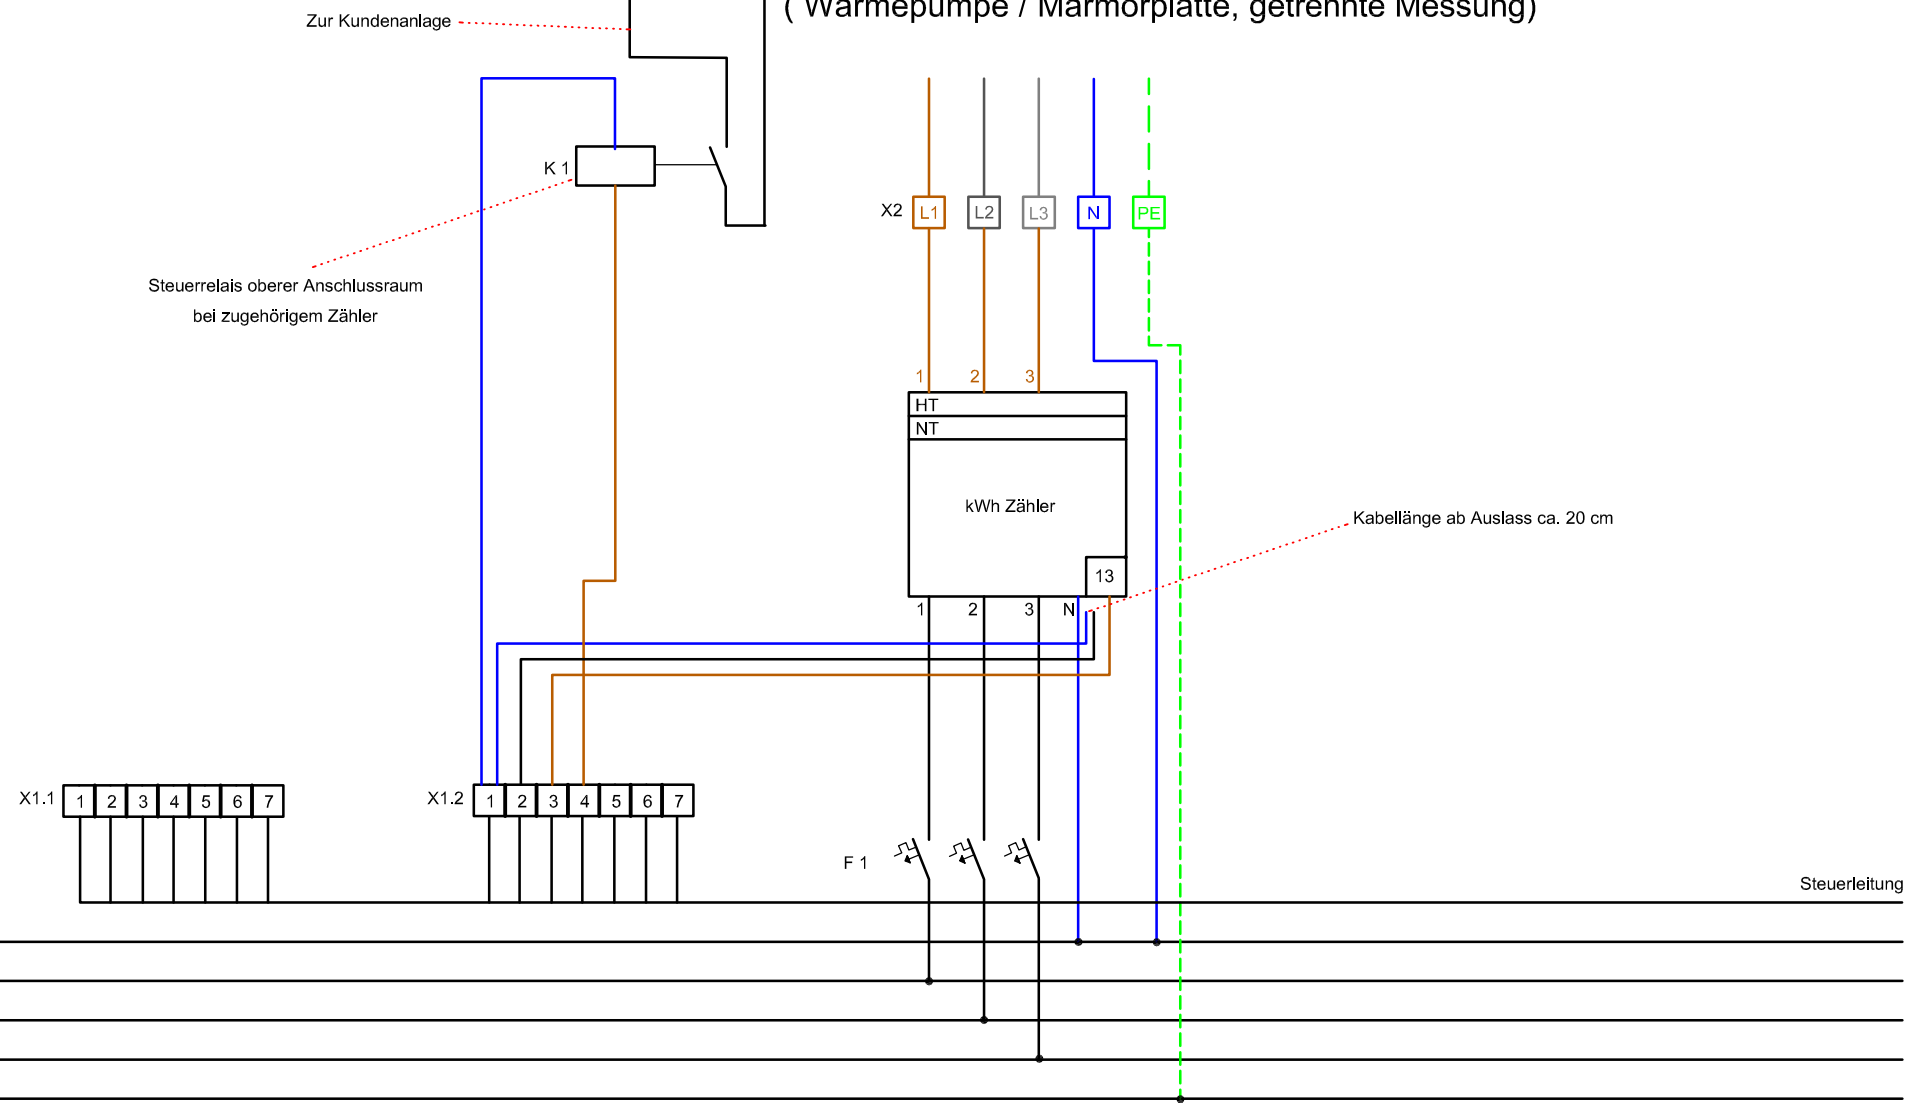 ( Wärmepumpe / Marmorplatte, getrennte Messung)
Zur Kundenanlage
K 1
X2 L1 L2 L3 N PE
Steuerrelais oberer Anschlussraum
bei zugehörigem Zähler
1 2 3
HT
NT
kWh Zähler
Kabellänge ab Auslass ca. 20 cm
13
1 2 3 N
X1.1 1 2 3 4 5 6 7
X1.2 1 2 3 4 5 6 7
F 1
Steuerleitung